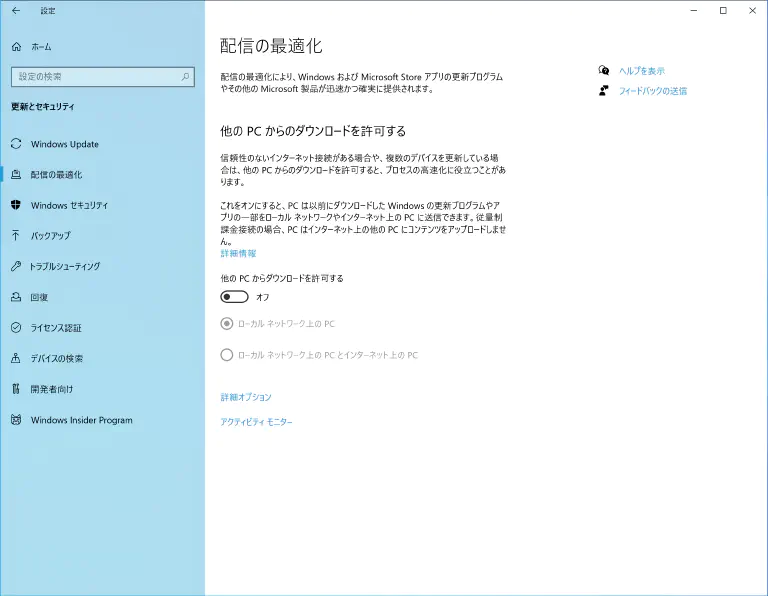 設定
ホーム
設定の検索
更新とセキュリティ
Windows Update
配信の最適化
Windows セキュリティ
バックアップ
トラブルシューティング
回復
ライセンス認証
デバイスの検索
開発者向け
Windows Insider Program
配信の最適化
配信の最適化により、Windows および Microsoft Store アプリの更新プログラム
やその他の Microsoft 製品が迅速かつ確実に提供されます。
他の PC からのダウンロードを許可する
信頼性のないインターネット接続がある場合や、複数のデバイスを更新している場
合は、他の PC からのダウンロードを許可すると、プロセスの高速化に役立つことがあ
ります。
これをオンにすると、PC は以前にダウンロードした Windows の更新プログラムやア
プリの一部をローカル ネットワークやインターネット上の PC に送信できます。従量制
課金接続の場合、PC はインターネット上の他の PC にコンテンツをアップロードしませ
ん。
詳細情報
他の PC からダウンロードを許可する
オフ
ローカル ネットワーク上の PC
ローカル ネットワーク上の PC とインターネット上の PC
詳細オプション
アクティビティ モニター
ヘルプを表示
フィードバックの送信